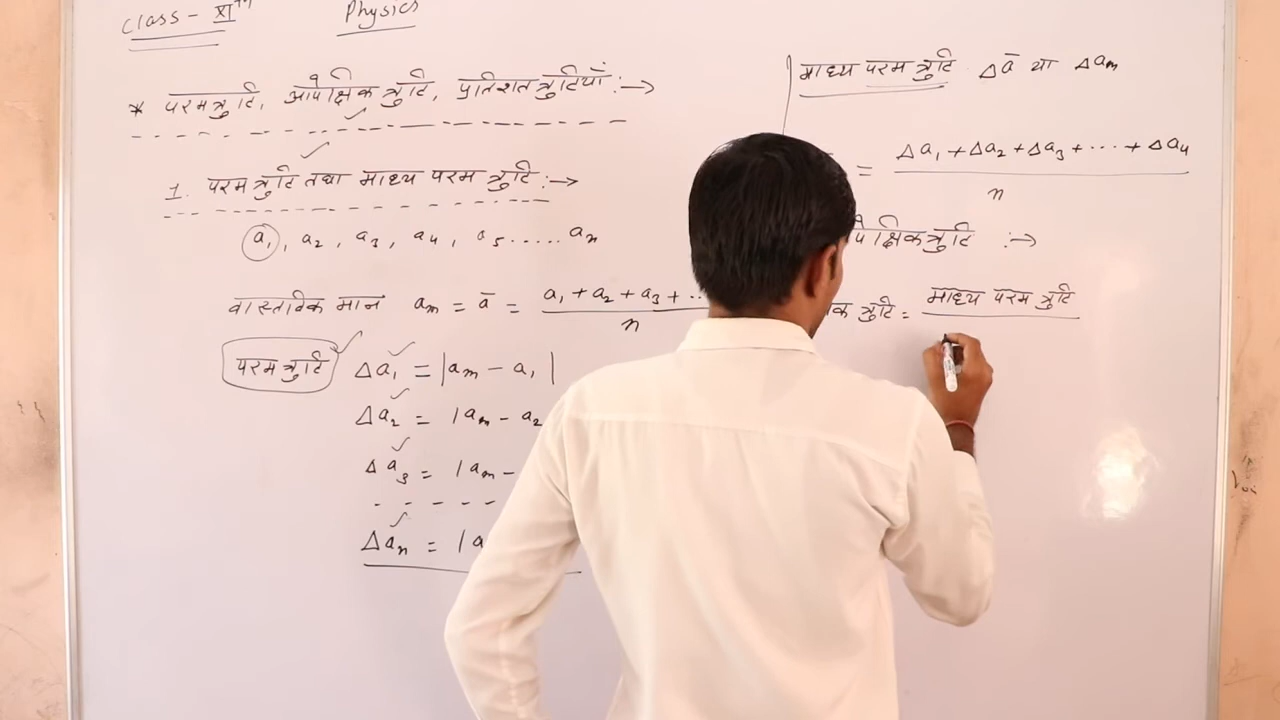 Class - XIth Physics
* परम त्रुटि, आपेक्षिक त्रुटि, प्रतिशत त्रुटियाँ :→
1. परम त्रुटि तथा माध्य परम त्रुटि :→
a1, a2, a3, a4, a5 ..... an
वास्तविक मान am = a̅ = a1 + a2 + a3 + ... / n
परम त्रुटि Δa1 = |am - a1|
Δa2 = |am - a2
Δa3 = |am -
- - - - -
Δan = |a
माध्य परम त्रुटि Δa̅ या Δam
= Δa1 + Δa2 + Δa3 + ... + Δa4 / n
पेक्षिक त्रुटि :→
क त्रुटि = माध्य परम त्रुटि